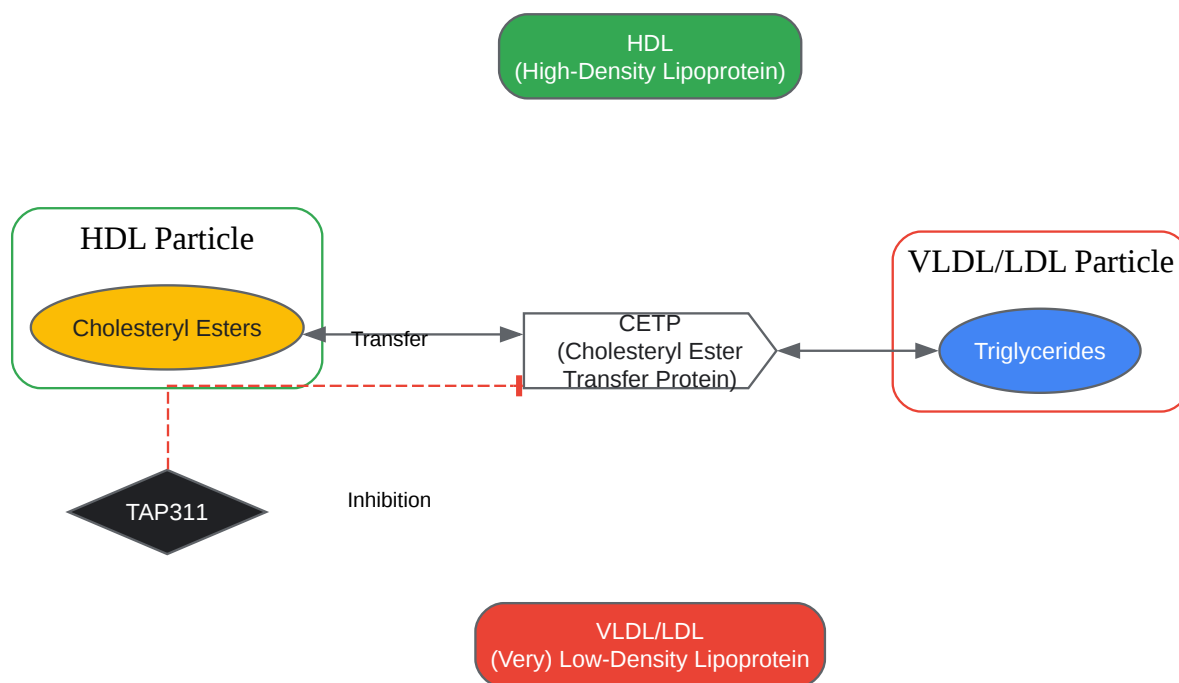 HDL
(High-Density Lipoprotein)
HDL Particle
VLDL/LDL Particle
Cholesteryl Esters
Transfer
CETP
(Cholesteryl Ester
Transfer Protein)
Triglycerides
TAP311
Inhibition
VLDL/LDL
(Very) Low-Density Lipoprotein